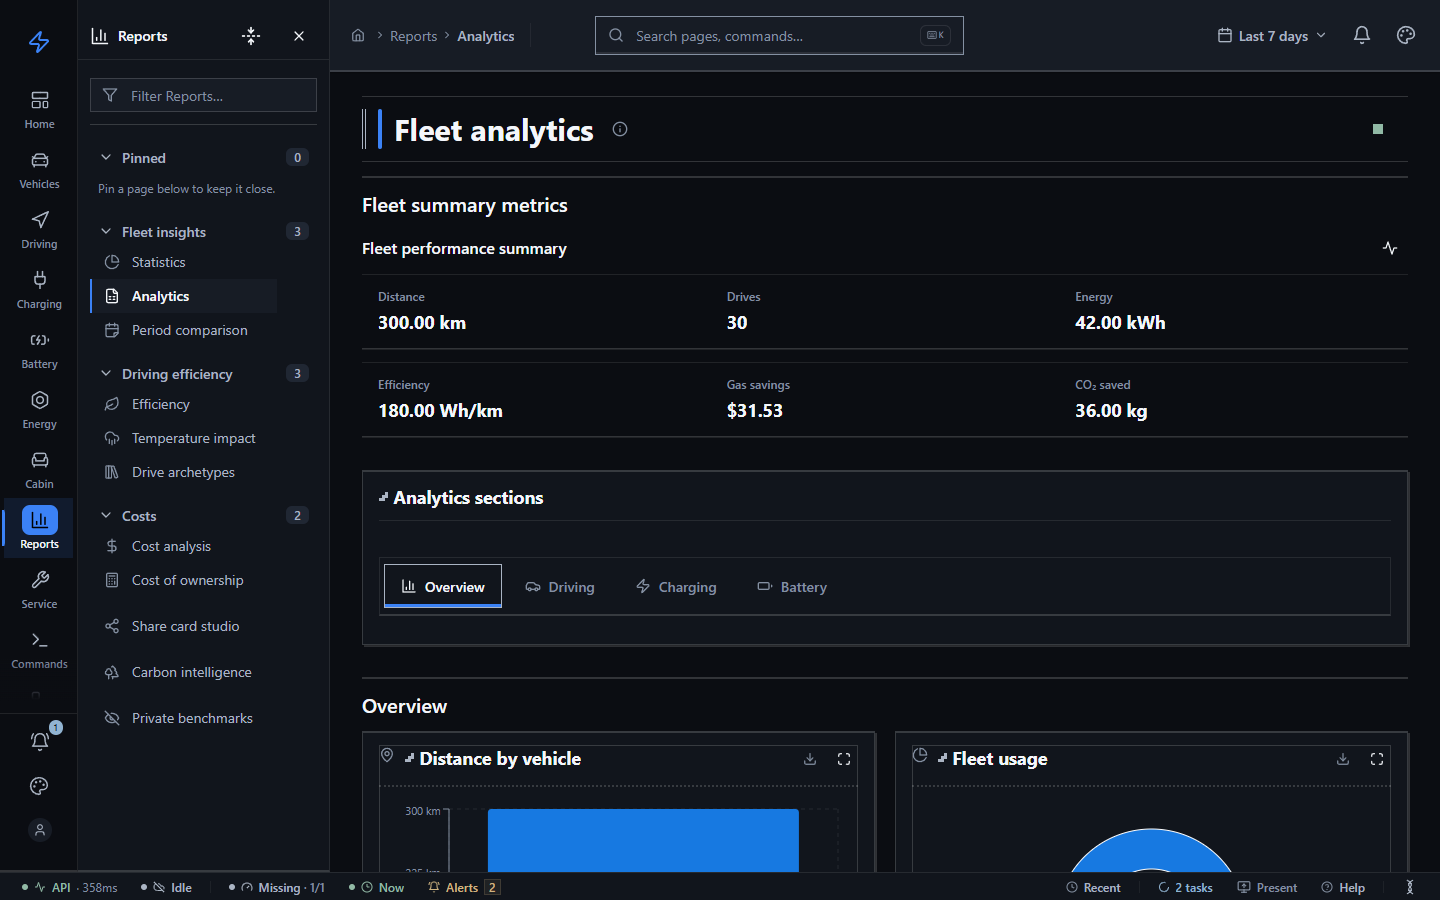 Home
Vehicles
Driving
Charging
Battery
Energy
Cabin
Reports
Service
Commands
1
Reports
Filter Reports...
Pinned 0
Pin a page below to keep it close.
Fleet insights 3
Statistics
Analytics
Period comparison
Driving efficiency 3
Efficiency
Temperature impact
Drive archetypes
Costs 2
Cost analysis
Cost of ownership
Share card studio
Carbon intelligence
Private benchmarks
Reports Analytics
Search pages, commands... K
Last 7 days
Fleet analytics
Fleet summary metrics
Fleet performance summary
Distance Drives Energy
300.00 km 30 42.00 kWh
Efficiency Gas savings CO₂ saved
180.00 Wh/km $31.53 36.00 kg
Analytics sections
Overview Driving Charging Battery
Overview
Distance by vehicle
300 km
Fleet usage
API · 358ms Idle Missing · 1/1 Now Alerts 2 Recent 2 tasks Present Help